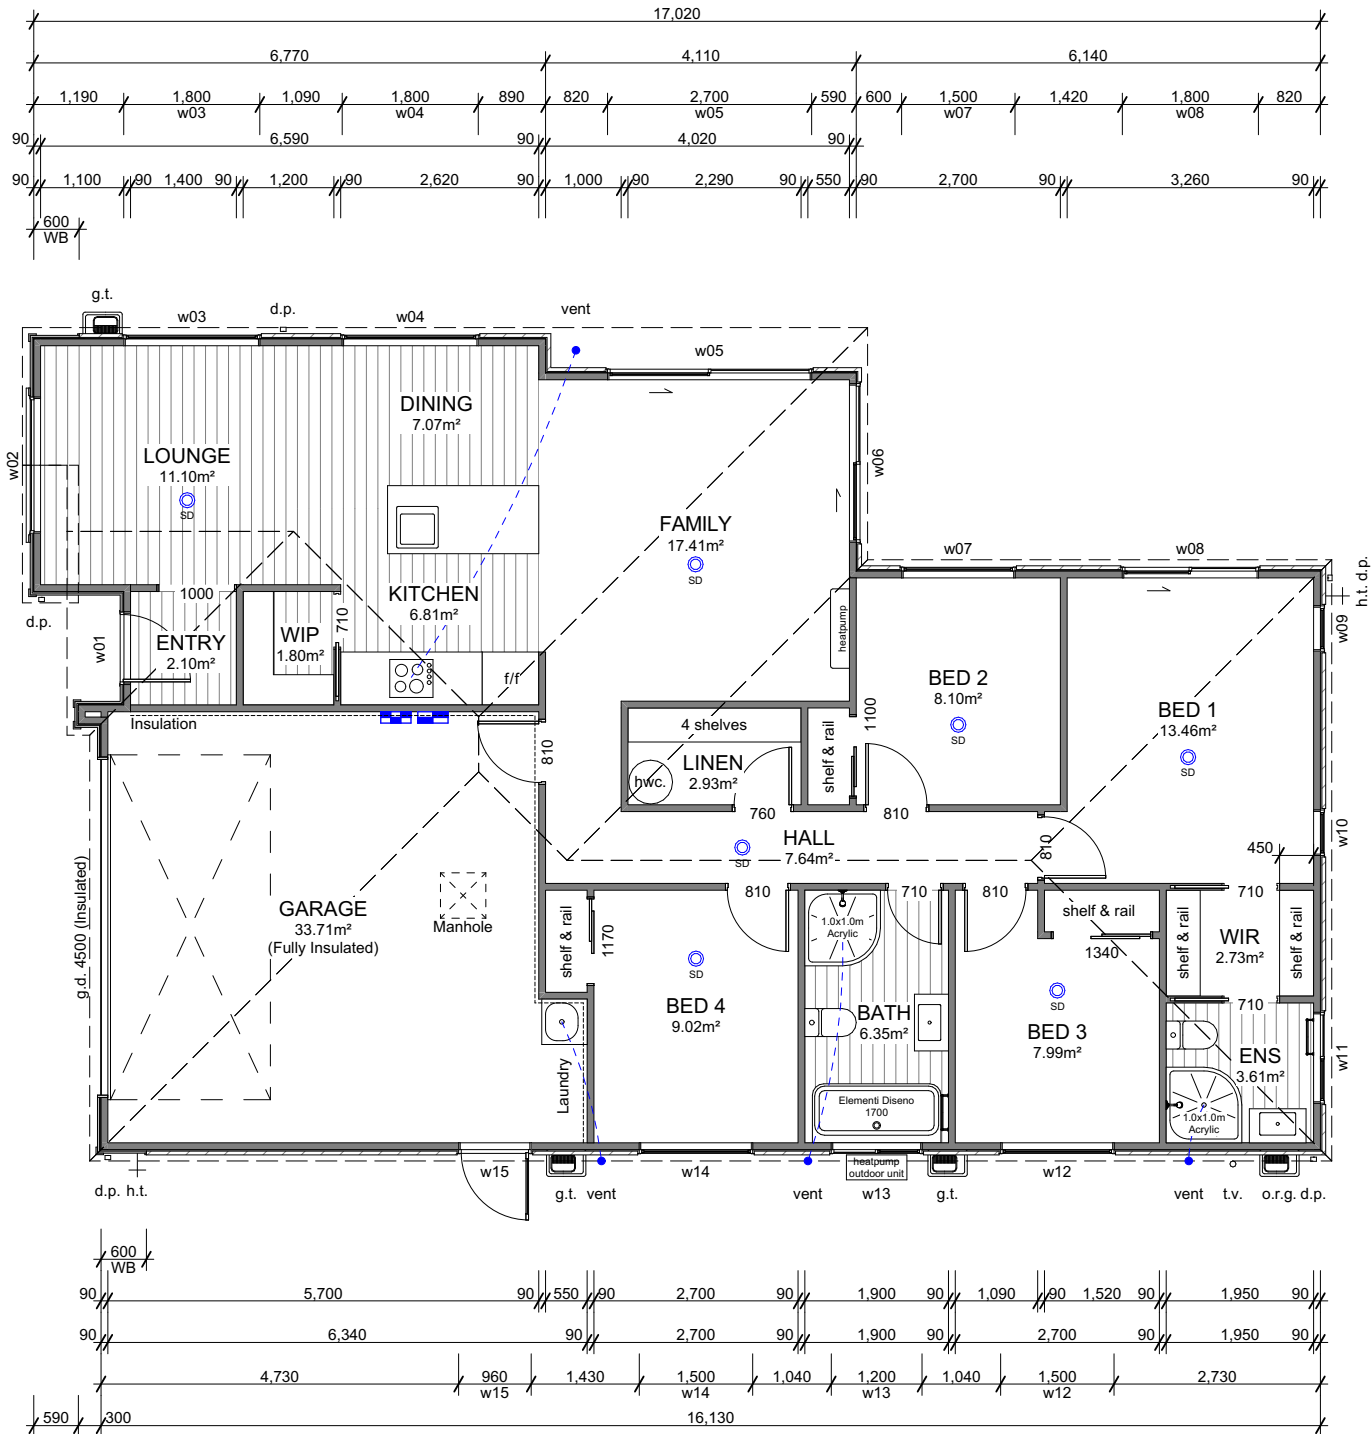 17,020
6,770 4,110 6,140
1,190 1,800 1,090 1,800 890 820 2,700 590 600 1,500 1,420 1,800 820
w03 w04 w05 w07 w08
90 6,590 90 4,020 90
90 1,100 90 1,400 90 1,200 90 2,620 90 1,000 90 2,290 90 550 90 2,700 90 3,260 90
600
WB
g.t.
w03 d.p. w04 vent
w05
DINING
7.07m²
LOUNGE
11.10m²
SD
w02
w06
FAMILY
17.41m²
SD
w07 w08
h.t. d.p.
1000
KITCHEN
6.81m²
710
heatpump
d.p.
w01
ENTRY
2.10m²
WIP
1.80m²
w09
f/f
BED 2
8.10m²
SD
BED 1
13.46m²
SD
Insulation
1100
4 shelves
shelf & rail
810
LINEN
2.93m²
hwc.
760
810
HALL
7.64m²
SD
810
w10
450
g.d. 4500 (Insulated)
GARAGE
33.71m²
(Fully Insulated)
Manhole
810 710 810 710
1.0x1.0m
Acrylic
shelf & rail
shelf & rail
1170
shelf & rail
WIR
2.73m²
shelf & rail
1340
SD
SD
710
BED 4
9.02m²
BATH
6.35m²
BED 3
7.99m²
ENS
3.61m²
w11
Laundry
Elementi Diseno
1700
1.0x1.0m
Acrylic
w15
w14
heatpump
outdoor unit
w12
d.p. h.t.
g.t. vent
vent
w13
g.t.
vent t.v. o.r.g. d.p.
600
WB
90 5,700 90 550 90 2,700 90 1,900 90 1,090 90 1,520 90 1,950 90
90 6,340 90 2,700 90 1,900 90 2,700 90 1,950 90
4,730 960 1,430 1,500 1,040 1,200 1,040 1,500 2,730
w15 w14 w13 w12
590 300 16,130